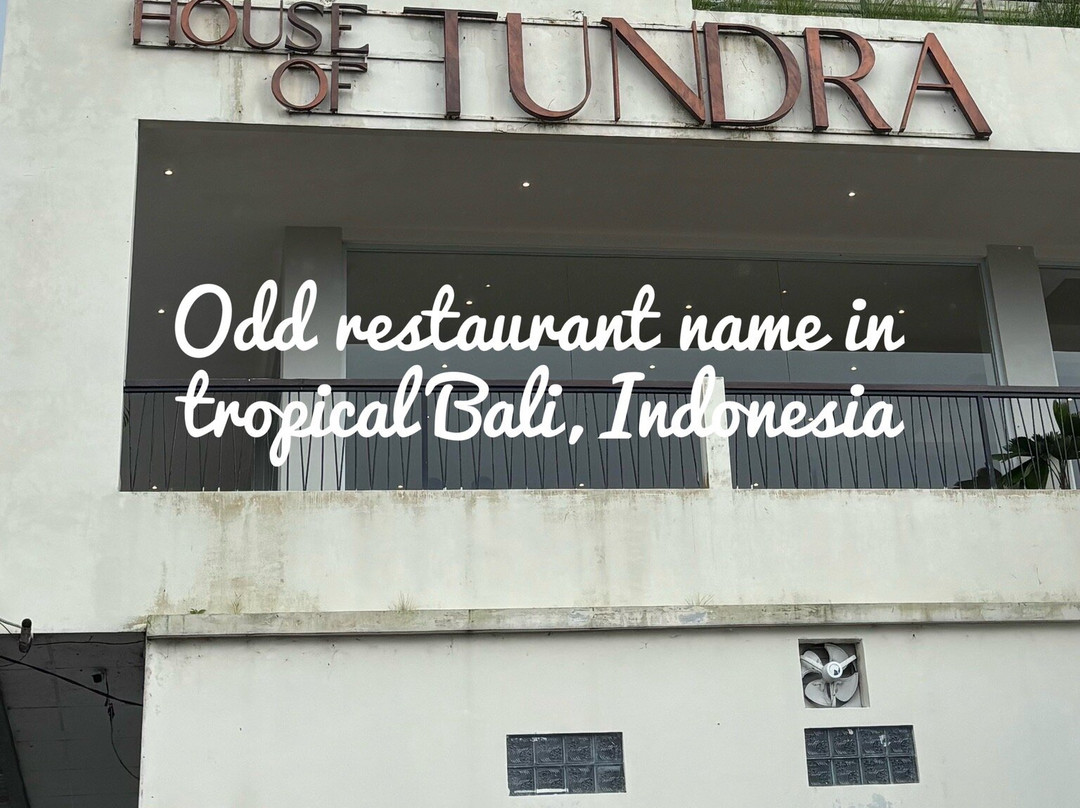 HOUSE
OF
TUNDRA
Odd restaurant name in
tropical Bali, Indonesia